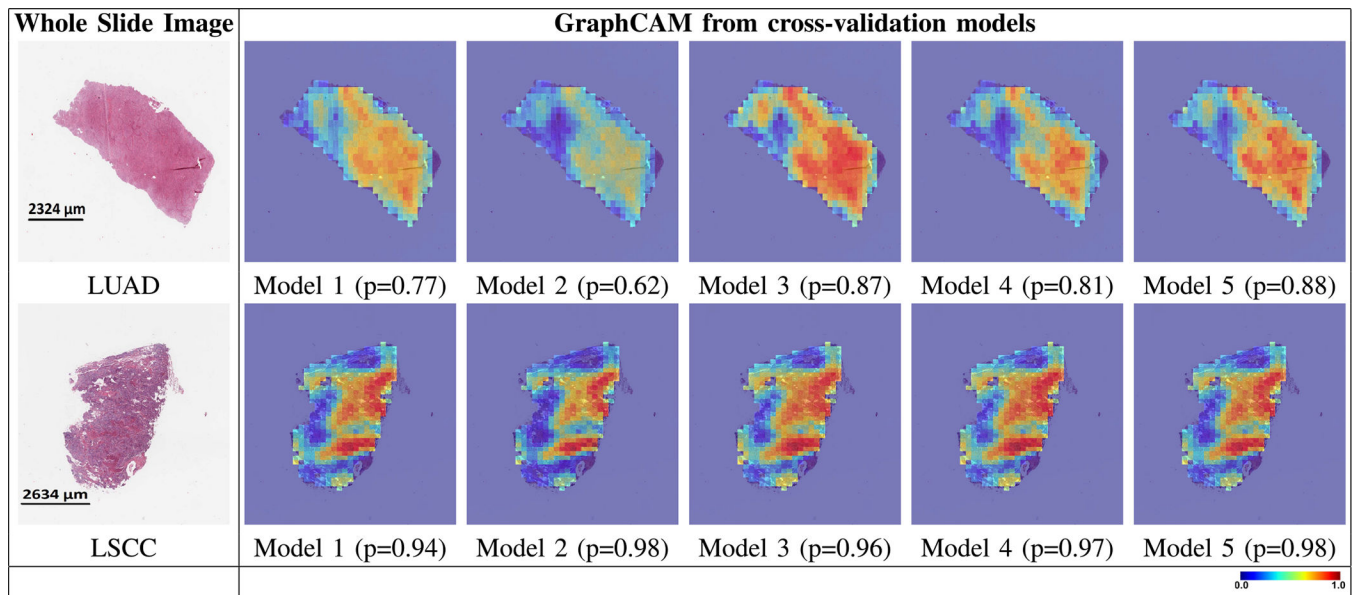 Whole Slide Image
GraphCAM from cross-validation models
2324 µm
LUAD
Model 1 (p=0.77)
Model 2 (p=0.62)
Model 3 (p=0.87)
Model 4 (p=0.81)
Model 5 (p=0.88)
2634 µm
LSCC
Model 1 (p=0.94)
Model 2 (p=0.98)
Model 3 (p=0.96)
Model 4 (p=0.97)
Model 5 (p=0.98)
0.0
1.0